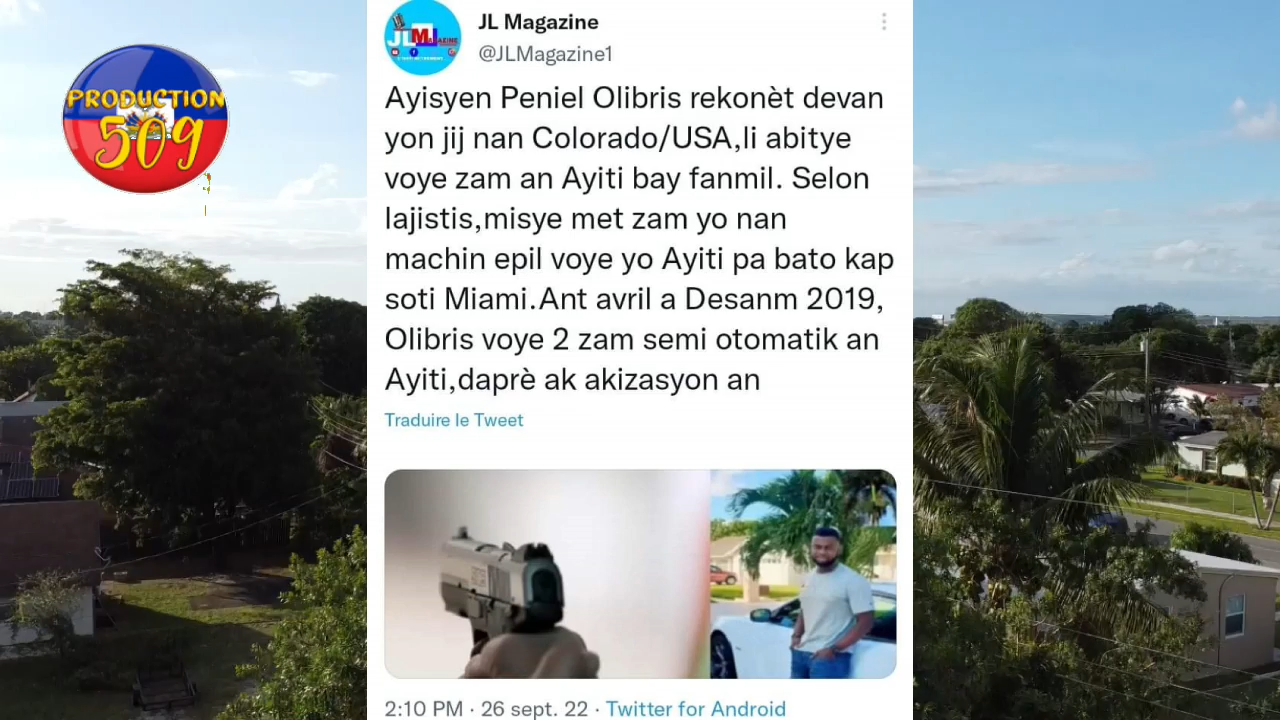 PRODUCTION
509
JL Magazine
@JLMagazine1
Ayisyen Peniel Olibris rekonèt devan
yon jij nan Colorado/USA,li abitye
voye zam an Ayiti bay fanmil. Selon
lajistis,misye met zam yo nan
machin epil voye yo Ayiti pa bato kap
soti Miami.Ant avril a Desanm 2019,
Olibris voye 2 zam semi otomatik an
Ayiti,daprè ak akizasyon an
Traduire le Tweet
2:10 PM · 26 sept. 22 · Twitter for Android